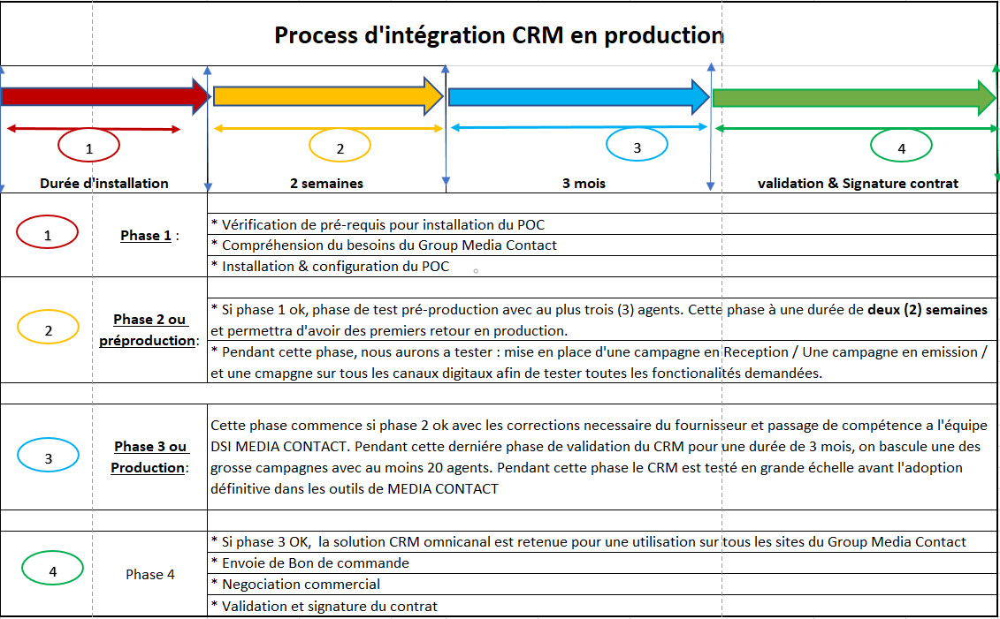 Process d'intégration CRM en production
1
2
3
4
Durée d'installation
2 semaines
3 mois
validation & Signature contrat
1
Phase 1 :
* Vérification de pré-requis pour installation du POC
* Compréhension du besoins du Group Media Contact
* Installation & configuration du POC
2
Phase 2 ou
préproduction:
* Si phase 1 ok, phase de test pré-production avec au plus trois (3) agents. Cette phase à une durée de deux (2) semaines
et permettra d'avoir des premiers retour en production.
* Pendant cette phase, nous aurons a tester : mise en place d'une campagne en Reception / Une campagne en emission /
et une cmapgne sur tous les canaux digitaux afin de tester toutes les fonctionalités demandées.
3
Phase 3 ou
Production:
Cette phase commence si phase 2 ok avec les corrections necessaire du fournisseur et passage de compétence a l'équipe
DSI MEDIA CONTACT. Pendant cette derniére phase de validation du CRM pour une durée de 3 mois, on bascule une des
grosse campagnes avec au moins 20 agents. Pendant cette phase le CRM est testé en grande échelle avant l'adoption
définitive dans les outils de MEDIA CONTACT
4
Phase 4
* Si phase 3 OK,  la solution CRM omnicanal est retenue pour une utilisation sur tous les sites du Group Media Contact
* Envoie de Bon de commande
* Negociation commercial
* Validation et signature du contrat